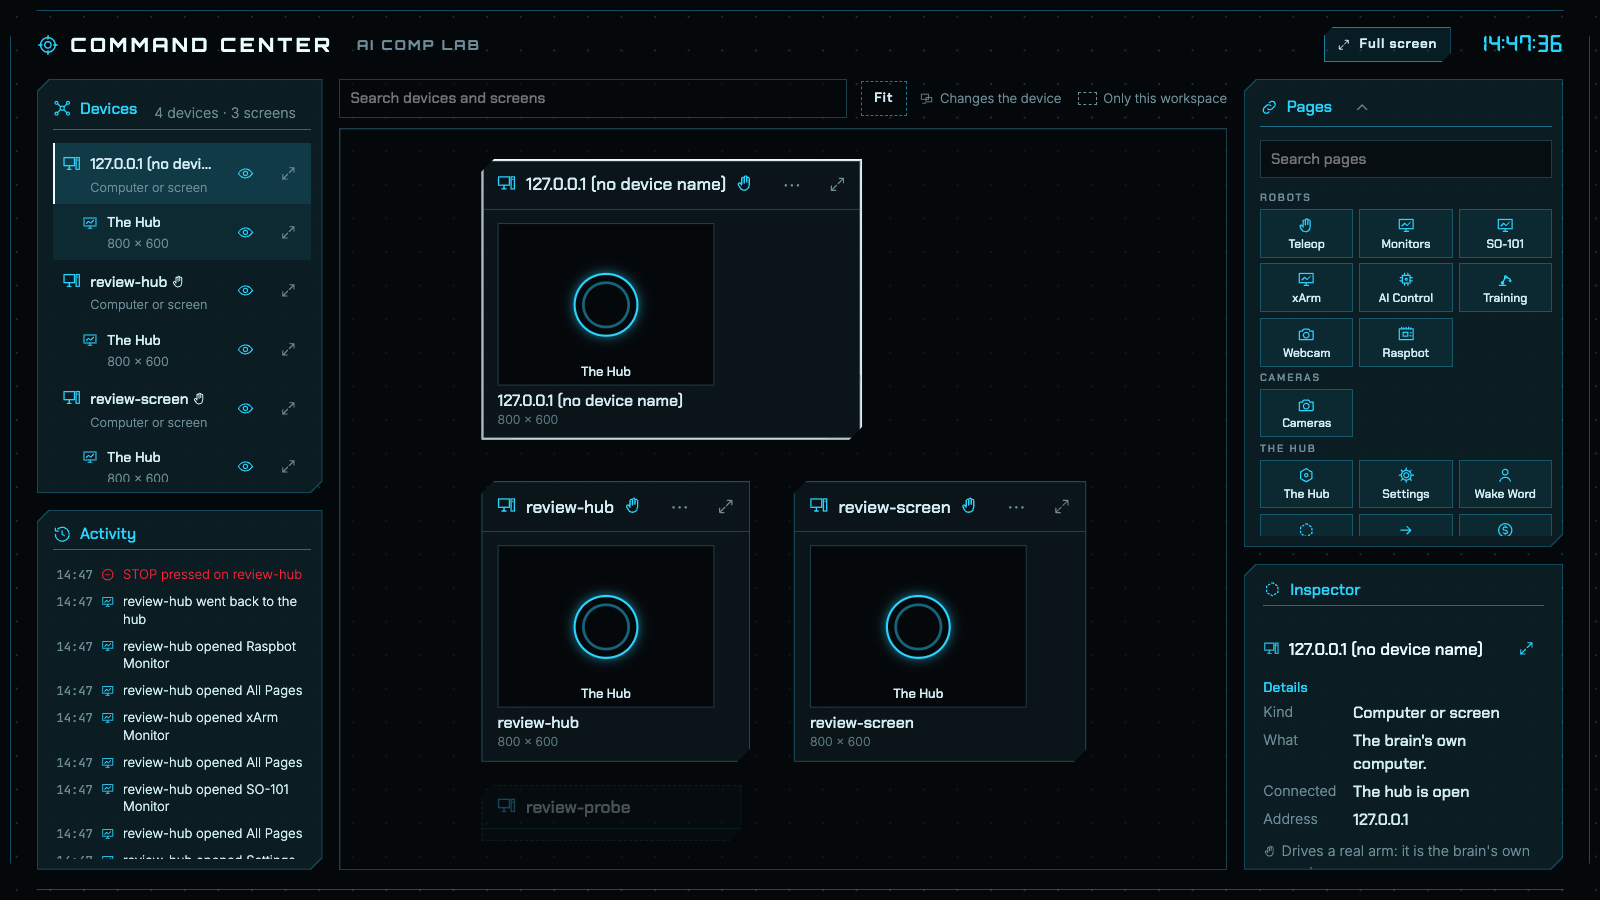 COMMAND CENTER
AI COMP LAB
Full screen
14:47:36
Devices
4 devices · 3 screens
127.0.0.1 (no devi...
Computer or screen
The Hub
800 × 600
review-hub
Computer or screen
The Hub
800 × 600
review-screen
Computer or screen
The Hub
800 × 600
Activity
14:47 STOP pressed on review-hub
14:47 review-hub went back to the
hub
14:47 review-hub opened Raspbot
Monitor
14:47 review-hub opened All Pages
14:47 review-hub opened xArm
Monitor
14:47 review-hub opened All Pages
14:47 review-hub opened SO-101
Monitor
14:47 review-hub opened All Pages
14:47 review-hub opened Settings
Search devices and screens
Fit
Changes the device
Only this workspace
127.0.0.1 (no device name)
The Hub
127.0.0.1 (no device name)
800 × 600
review-hub
The Hub
review-hub
800 × 600
review-screen
The Hub
review-screen
800 × 600
review-probe
Pages
Search pages
ROBOTS
Teleop
Monitors
SO-101
xArm
AI Control
Training
Webcam
Raspbot
CAMERAS
Cameras
THE HUB
The Hub
Settings
Wake Word
Inspector
127.0.0.1 (no device name)
Details
Kind Computer or screen
What The brain's own
computer.
Connected The hub is open
Address 127.0.0.1
Drives a real arm: it is the brain's own